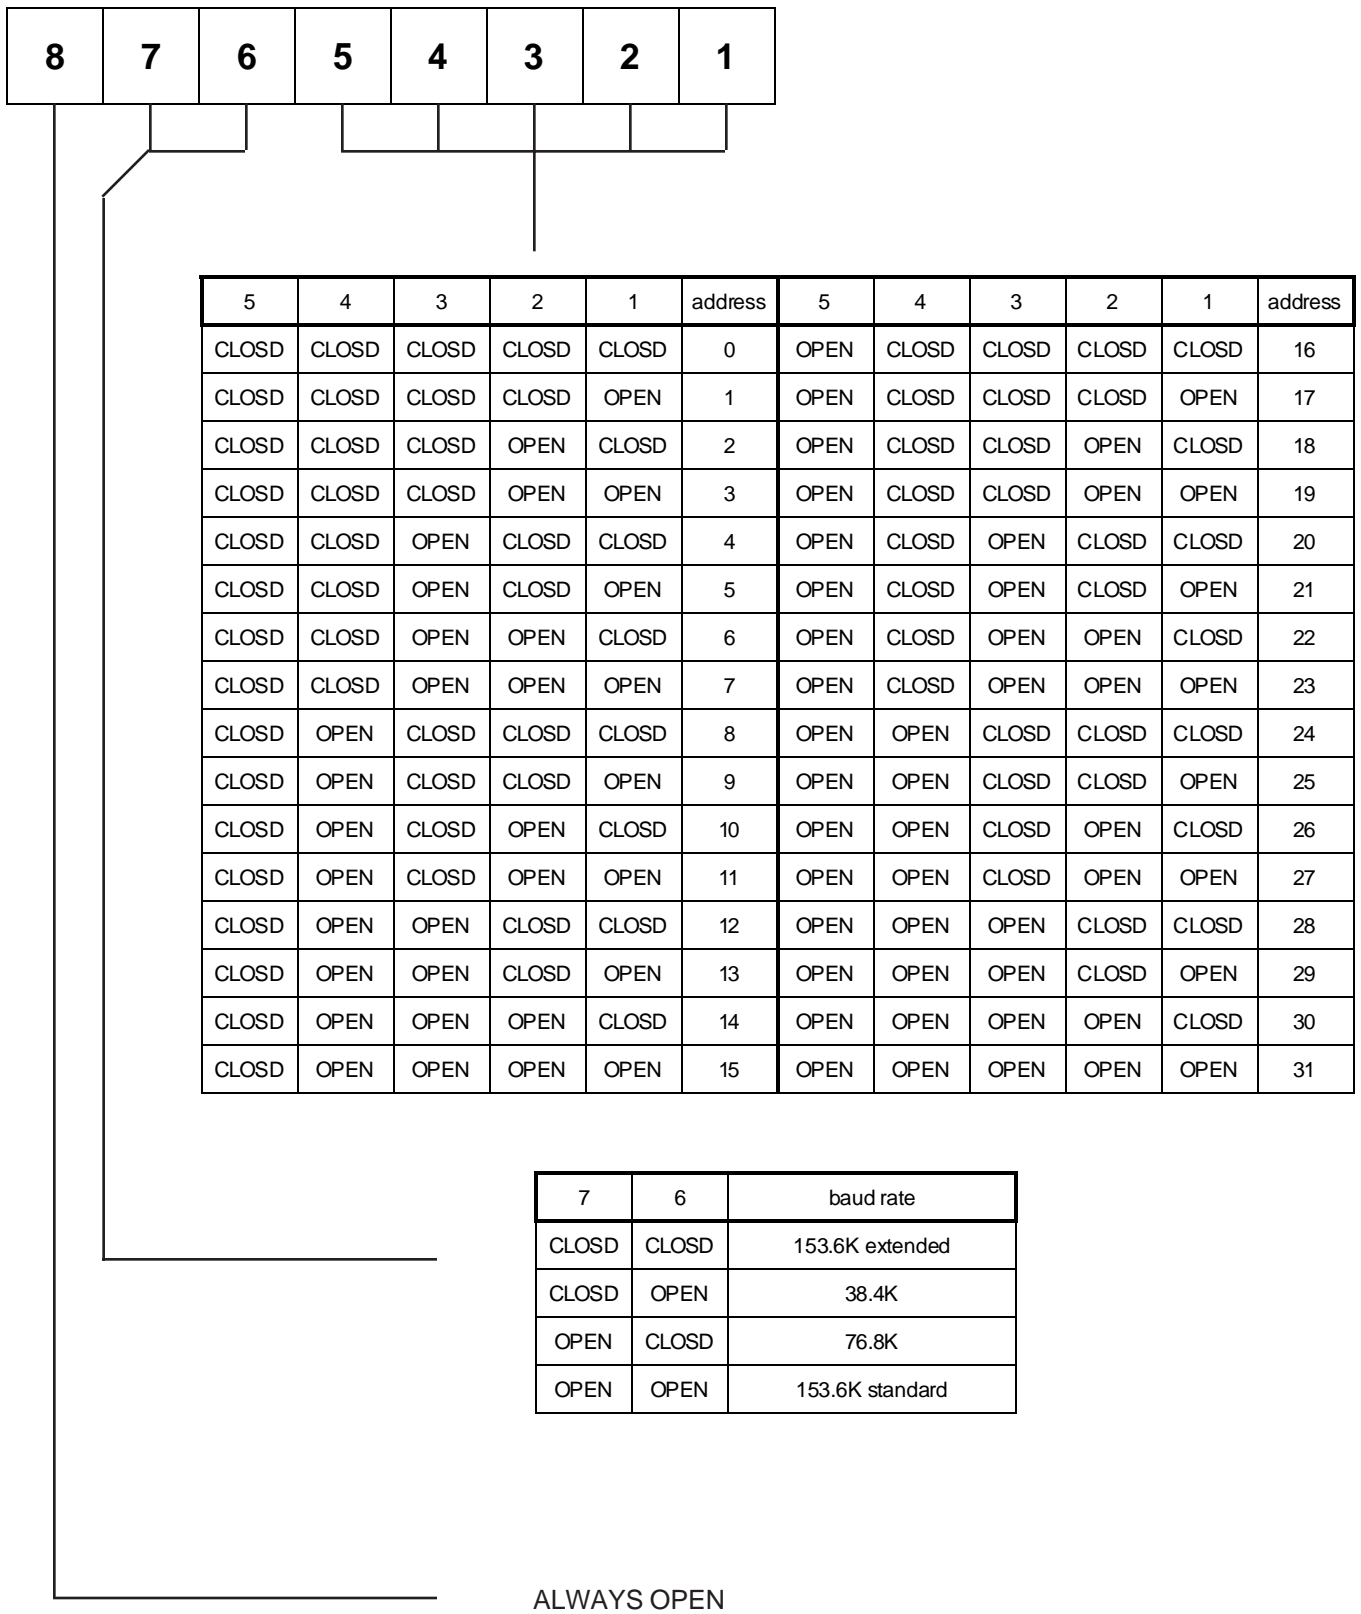 8 7 6 5 4 3 2 1
5 4 3 2 1 address 5 4 3 2 1 address
CLOSD CLOSD CLOSD CLOSD CLOSD 0 OPEN CLOSD CLOSD CLOSD CLOSD 16
CLOSD CLOSD CLOSD CLOSD OPEN 1 OPEN CLOSD CLOSD CLOSD OPEN 17
CLOSD CLOSD CLOSD OPEN CLOSD 2 OPEN CLOSD CLOSD OPEN CLOSD 18
CLOSD CLOSD CLOSD OPEN OPEN 3 OPEN CLOSD CLOSD OPEN OPEN 19
CLOSD CLOSD OPEN CLOSD CLOSD 4 OPEN CLOSD OPEN CLOSD CLOSD 20
CLOSD CLOSD OPEN CLOSD OPEN 5 OPEN CLOSD OPEN CLOSD OPEN 21
CLOSD CLOSD OPEN OPEN CLOSD 6 OPEN CLOSD OPEN OPEN CLOSD 22
CLOSD CLOSD OPEN OPEN OPEN 7 OPEN CLOSD OPEN OPEN OPEN 23
CLOSD OPEN CLOSD CLOSD CLOSD 8 OPEN OPEN CLOSD CLOSD CLOSD 24
CLOSD OPEN CLOSD CLOSD OPEN 9 OPEN OPEN CLOSD CLOSD OPEN 25
CLOSD OPEN CLOSD OPEN CLOSD 10 OPEN OPEN CLOSD OPEN CLOSD 26
CLOSD OPEN CLOSD OPEN OPEN 11 OPEN OPEN CLOSD OPEN OPEN 27
CLOSD OPEN OPEN CLOSD CLOSD 12 OPEN OPEN OPEN CLOSD CLOSD 28
CLOSD OPEN OPEN CLOSD OPEN 13 OPEN OPEN OPEN CLOSD OPEN 29
CLOSD OPEN OPEN OPEN CLOSD 14 OPEN OPEN OPEN OPEN CLOSD 30
CLOSD OPEN OPEN OPEN OPEN 15 OPEN OPEN OPEN OPEN OPEN 31
7 6 baud rate
CLOSD CLOSD 153.6K extended
CLOSD OPEN 38.4K
OPEN CLOSD 76.8K
OPEN OPEN 153.6K standard
ALWAYS OPEN